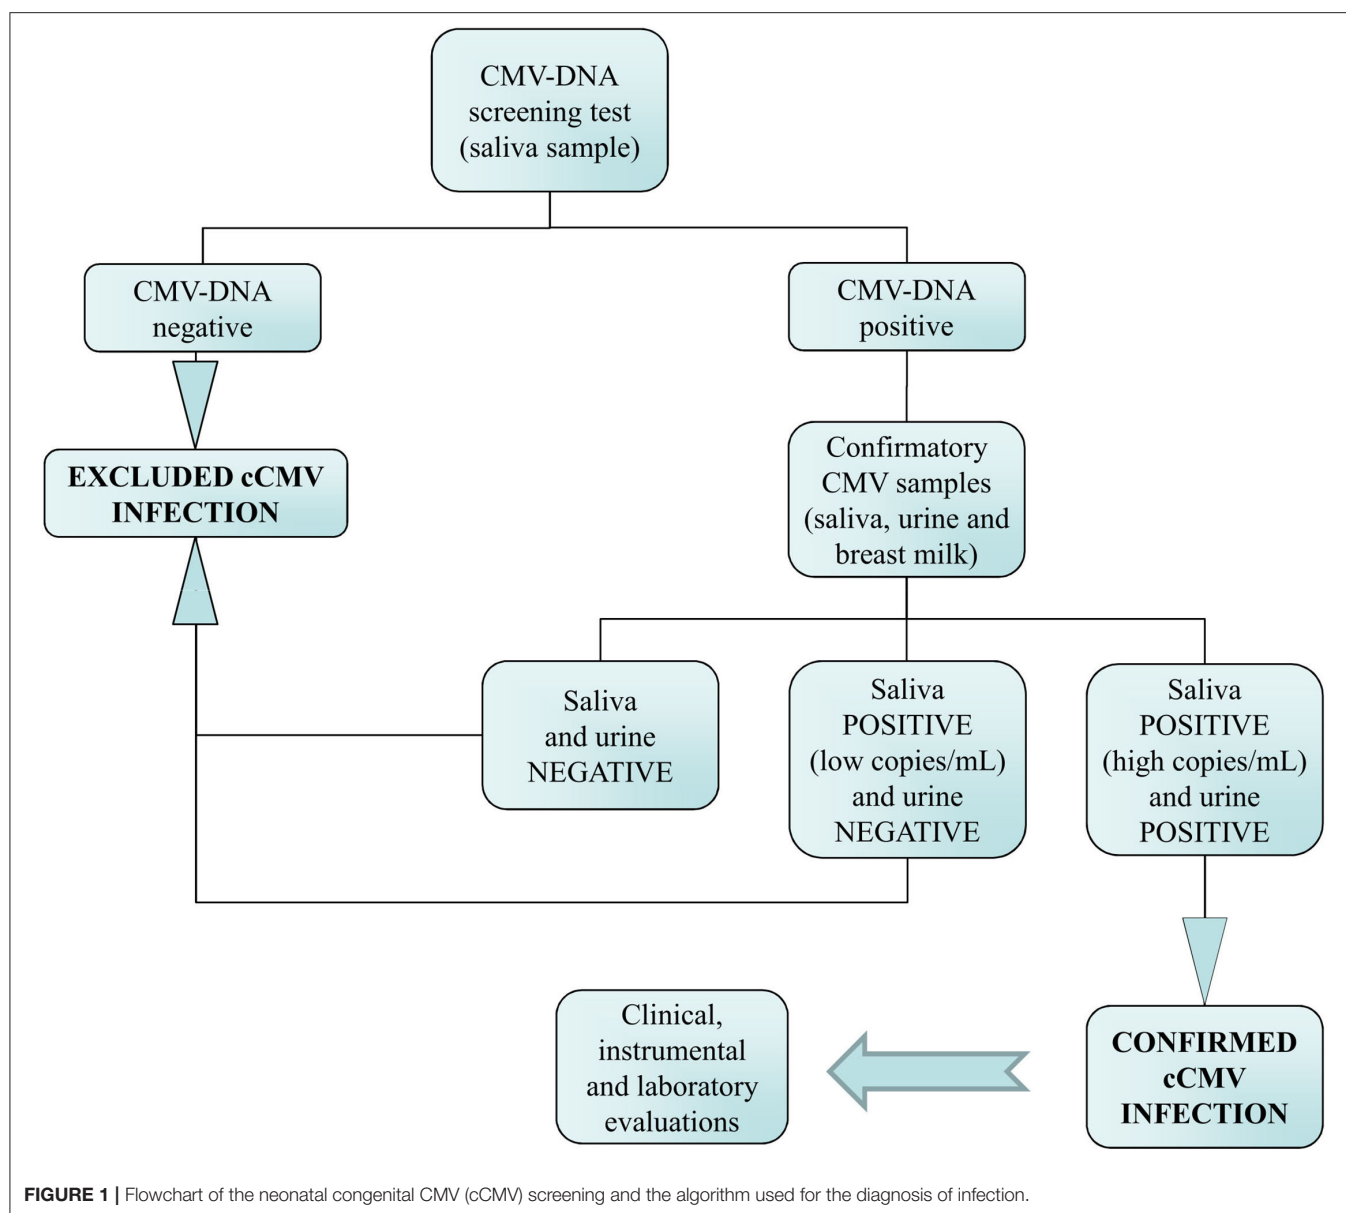 CMV-DNA
screening test
(saliva sample)
CMV-DNA
negative
CMV-DNA
positive
EXCLUDED cCMV
INFECTION
Confirmatory
CMV samples
(saliva, urine and
breast milk)
Saliva
and urine
NEGATIVE
Saliva
POSITIVE
(low copies/mL)
and urine
NEGATIVE
Saliva
POSITIVE
(high copies/mL)
and urine
POSITIVE
Clinical,
instrumental
and laboratory
evaluations
CONFIRMED
cCMV
INFECTION
FIGURE 1 | Flowchart of the neonatal congenital CMV (cCMV) screening and the algorithm used for the diagnosis of infection.